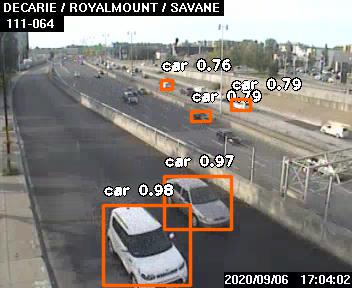 DECARIE / ROYALMOUNT / SAVANE
111-064
car 0.76
car 0.79
car 0.79
car 0.97
car 0.98
2020/09/06 17:04:02